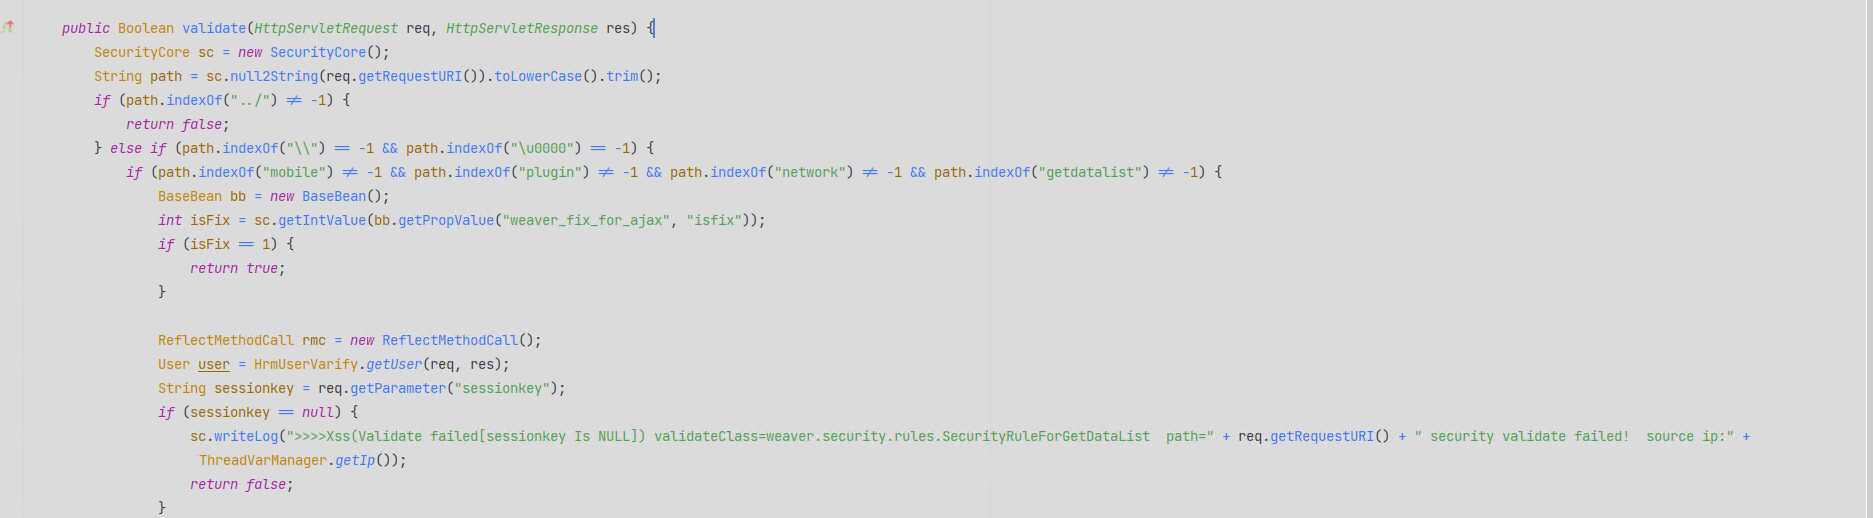 public Boolean validate(HttpServletRequest req, HttpServletResponse res) {
SecurityCore sc = new SecurityCore();
String path = sc.null2String(req.getRequestURI()).toLowerCase().trim();
if (path.indexOf("../") != -1) {
return false;
} else if (path.indexOf("\\") == -1 && path.indexOf("\u0000") == -1) {
if (path.indexOf("mobile") != -1 && path.indexOf("plugin") != -1 && path.indexOf("network") != -1 && path.indexOf("getdatalist") != -1) {
BaseBean bb = new BaseBean();
int isFix = sc.getIntValue(bb.getPropValue("weaver_fix_for_ajax", "isfix"));
if (isFix == 1) {
return true;
}
ReflectMethodCall rmc = new ReflectMethodCall();
User user = HrmUserVarify.getUser(req, res);
String sessionkey = req.getParameter("sessionkey");
if (sessionkey == null) {
sc.writeLog(">>>>Xss(Validate failed[sessionkey Is NULL]) validateClass=weaver.security.rules.SecurityRuleForGetDataList  path=" + req.getRequestURI() + " security validate failed!  source ip:" +
ThreadVarManager.getIp());
return false;
}